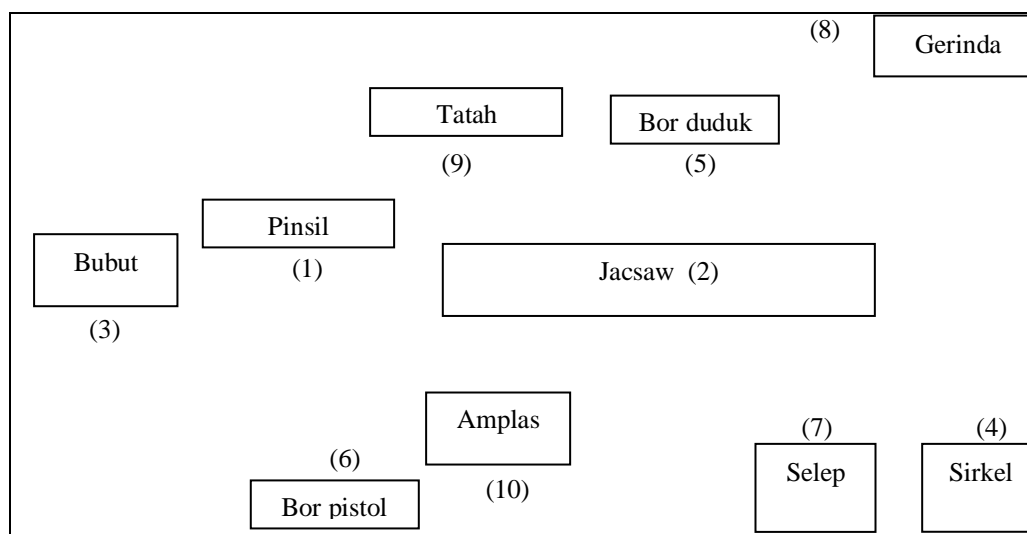 (8) Gerinda
Tatah
Bor duduk
(9)
(5)
Pinsil
Bubut
(1)
Jacsaw (2)
(3)
Amplas
(7)
(4)
(6)
Selep
Sirkel
(10)
Bor pistol